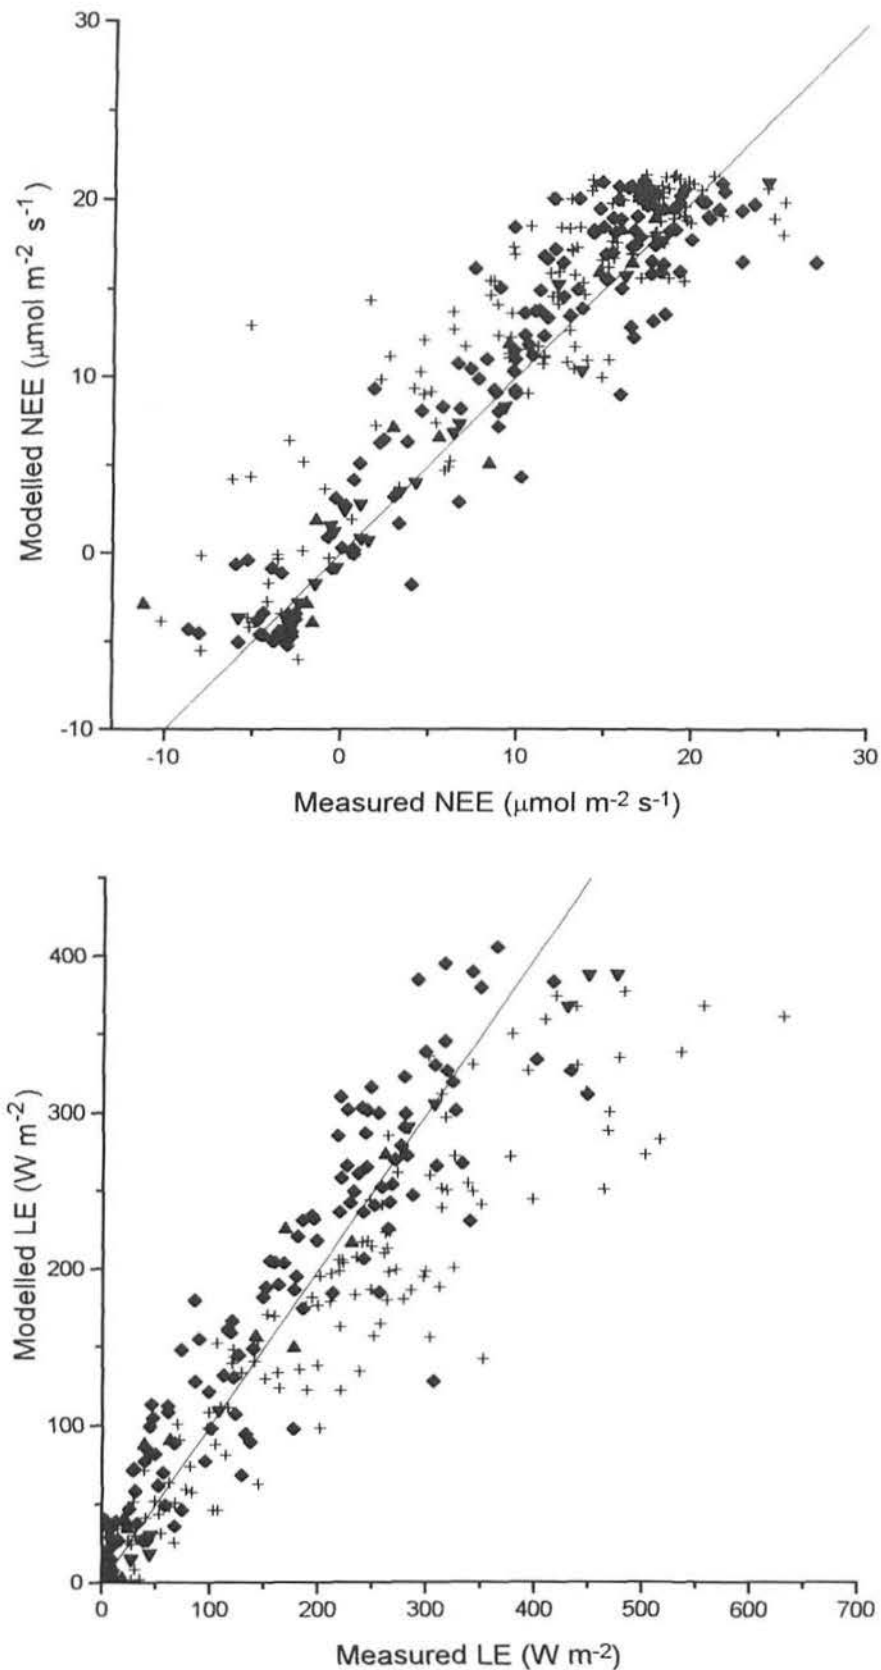 30
20
10
0
-10
Modelled NEE (μmol m-2 s-1)
-10 0 10 20 30
Measured NEE (μmol m-2 s-1)
400
300
200
100
0
Modelled LE (W m-2)
0 100 200 300 400 500 600 700
Measured LE (W m-2)